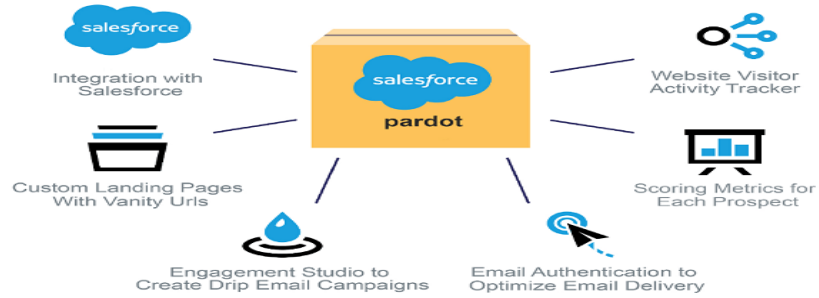 salesforce
Integration with
Salesforce
Custom Landing Pages
With Vanity Urls
Engagement Studio to
Create Drip Email Campaigns
salesforce
pardot
Email Authentication to
Optimize Email Delivery
Website Visitor
Activity Tracker
Scoring Metrics for
Each Prospect